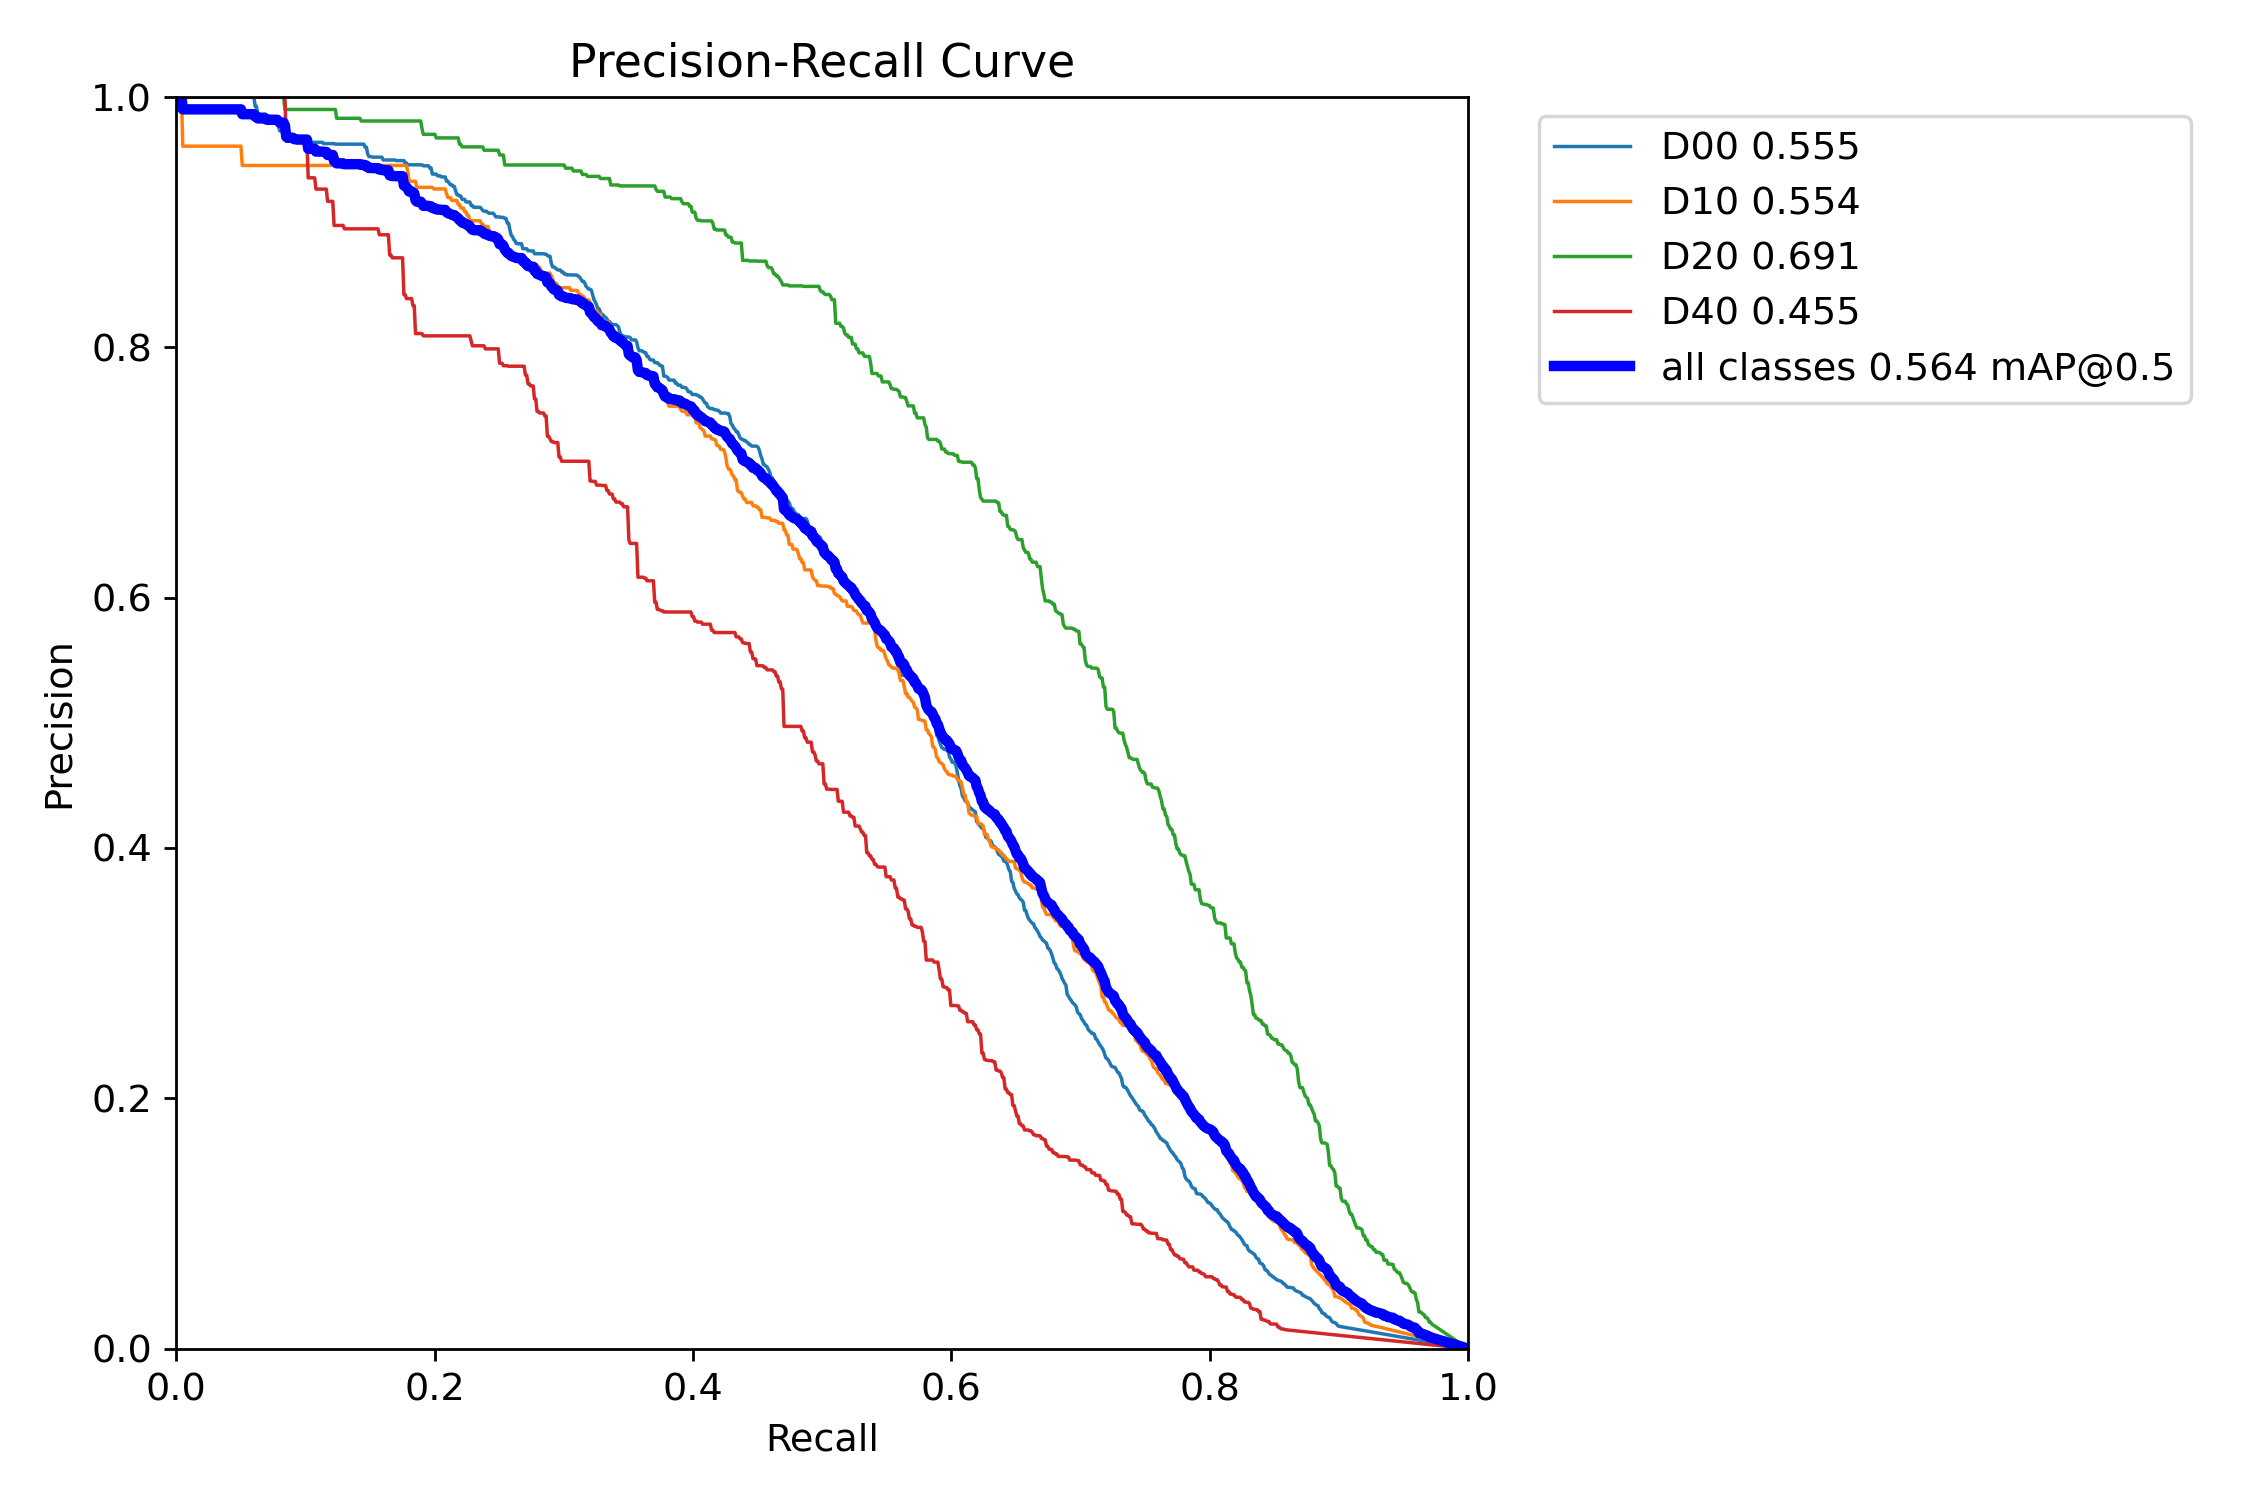 Precision-Recall Curve
1.0
0.8
0.6
0.4
0.2
0.0
Precision
0.0 0.2 0.4 0.6 0.8 1.0
Recall
D00 0.555
D10 0.554
D20 0.691
D40 0.455
all classes 0.564 mAP@0.5